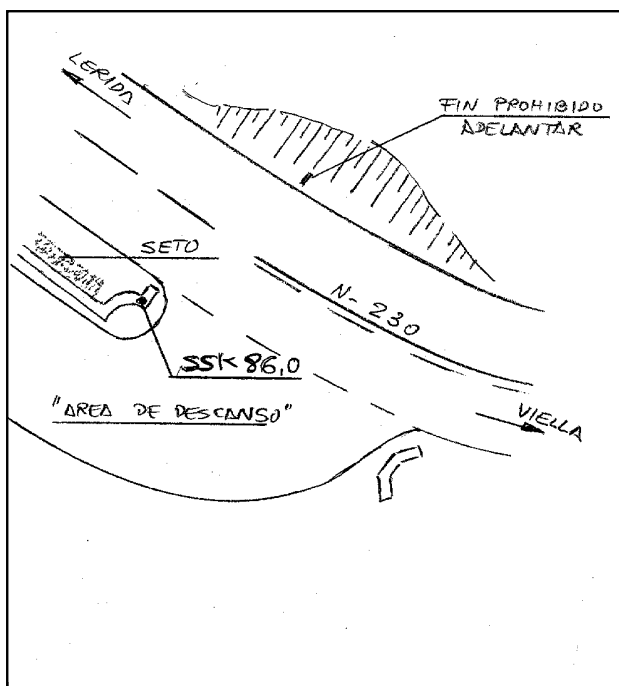 LERIDA
FIN PROHIBIDO
ADELANTAR
SETO
N-230
SSK 86,0
"AREA DE DESCANSO"
VIELLA